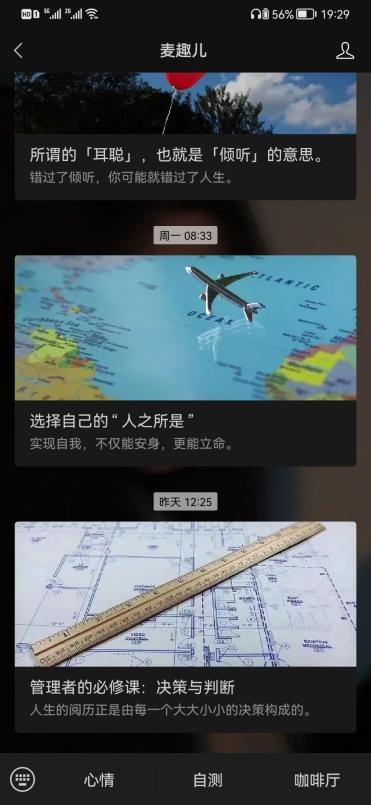 HD 1 5G 2G 56% 19:29
麦趣儿
所谓的「耳聪」，也就是「倾听」的意思。
错过了倾听，你可能就错过了人生。
周一 08:33
ATLANTIC
OCEAN
选择自己的“人之所是”
实现自我，不仅能安身，更能立命。
昨天 12:25
VIDEO
CONTROL
EXISTING
MECHANICAL
管理者的必修课：决策与判断
人生的阅历正是由每一个大大小小的决策构成的。
心情 自测 咖啡厅